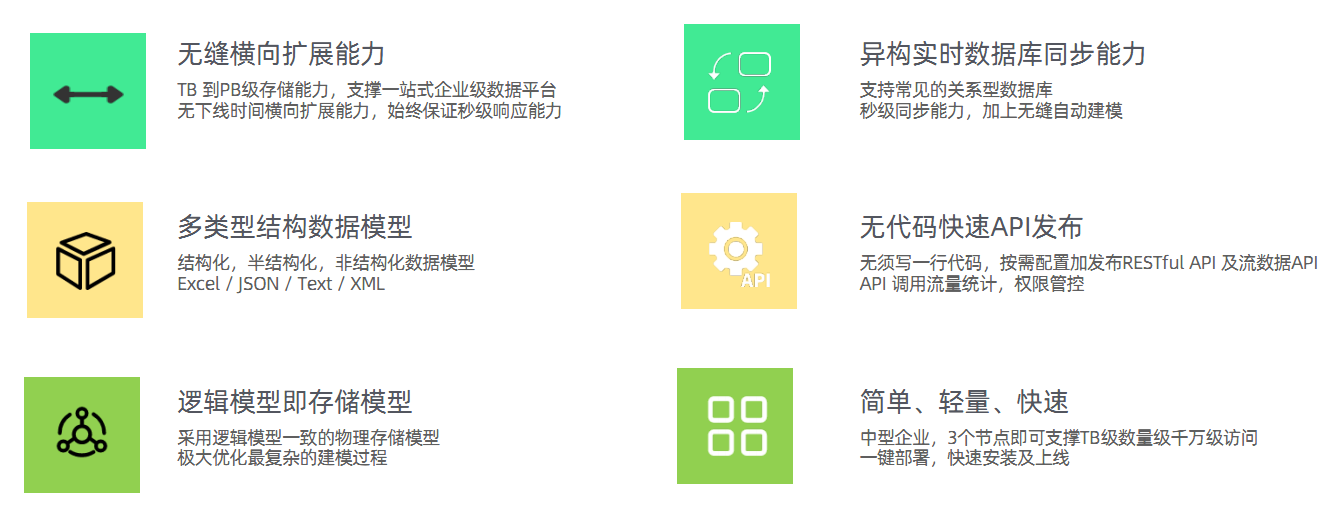 无缝横向扩展能力
TB 到PB级存储能力，支撑一站式企业级数据平台
无下线时间横向扩展能力，始终保证秒级响应能力
异构实时数据库同步能力
支持常见的关系型数据库
秒级同步能力，加上无缝自动建模
多类型结构数据模型
结构化，半结构化，非结构化数据模型
Excel / JSON / Text / XML
API
无代码快速API发布
无须写一行代码，按需配置加发布RESTful API 及流数据API
API 调用流量统计，权限管控
逻辑模型即存储模型
采用逻辑模型一致的物理存储模型
极大优化最复杂的建模过程
简单、轻量、快速
中型企业，3个节点即可支撑TB级数量级千万级访问
一键部署，快速安装及上线